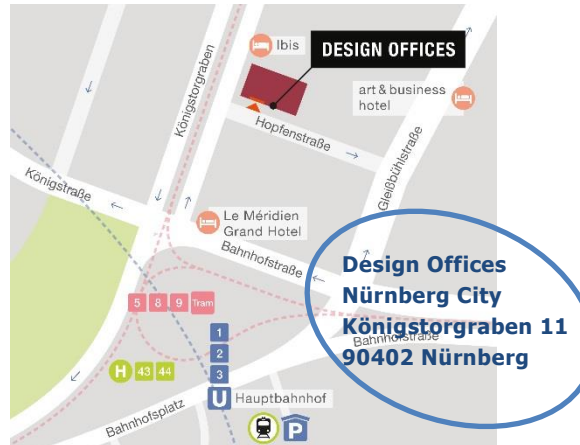 Ibis
DESIGN OFFICES
Königstorgraben
art & business
hotel
Hopfenstraße
Gleißbühlstraße
Königstraße
Le Méridien
Grand Hotel
Bahnhofstraße
Design Offices
Nürnberg City
Königstorgraben 11
90402 Nürnberg
Bahnhofstraße
5 8 9 Tram
1
2
3
H 43 44
U Hauptbahnhof
Bahnhofsplatz
P